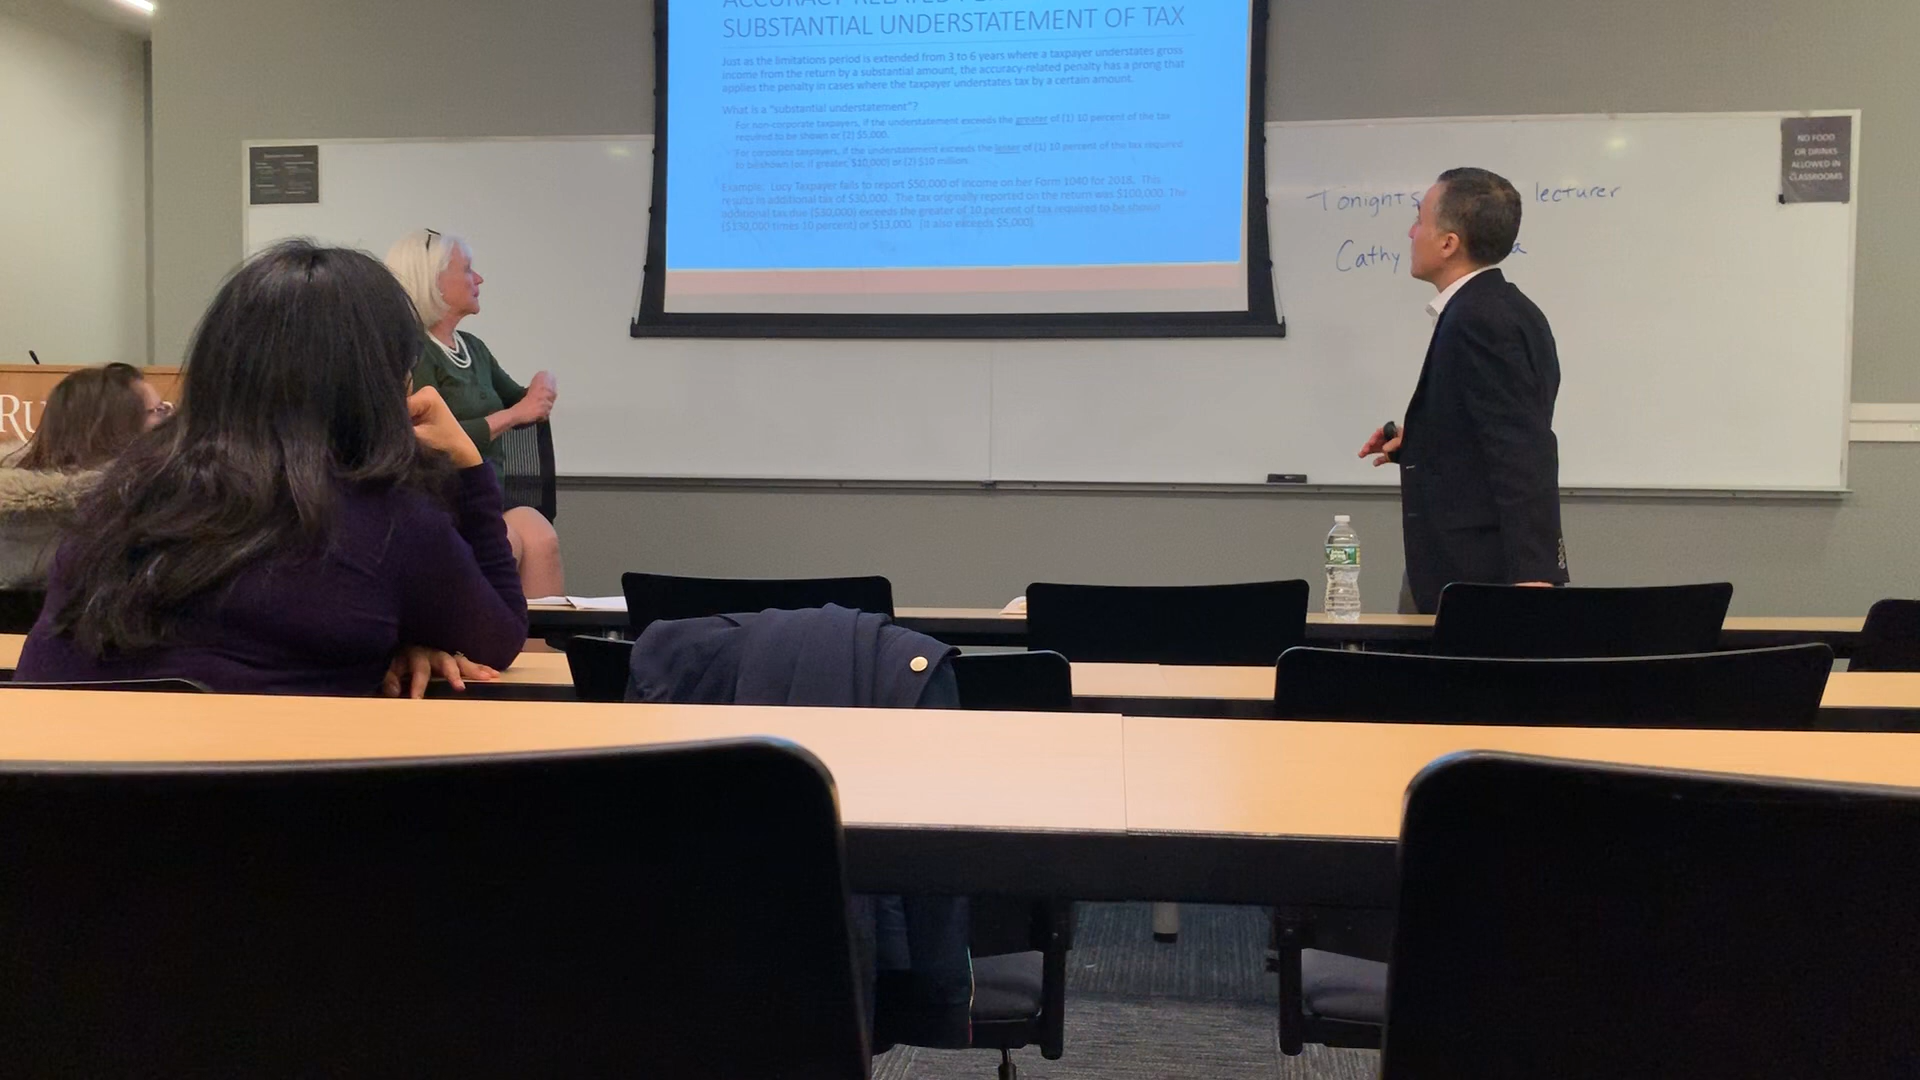 SUBSTANTIAL UNDERSTATEMENT OF TAX
Just as the limitations period is extended from 3 to 6 years where a taxpayer understates gross
income from the return by a substantial amount, the accuracy-related penalty has a prong that
applies the penalty in cases where the taxpayer understates tax by a certain amount.
What is a "substantial understatement"?
For non-corporate taxpayers, if the understatement exceeds the greater of (1) 10 percent of the tax
required to be shown or (2) $5,000.
For corporate taxpayers, if the understatement exceeds the lesser of (1) 10 percent of the tax required
to be shown (or, if greater, $10,000) or (2) $10 million.
Example: Lucy Taxpayer fails to report $50,000 of income on her Form 1040 for 2018. This
results in additional tax of $30,000. The tax originally reported on the return was $100,000. The
additional tax due ($30,000) exceeds the greater of 10 percent of tax required to be shown
($130,000 times 10 percent) or $13,000. (It also exceeds $5,000)
Tonights lecturer
Cathy
NO FOOD
OR DRINKS
ALLOWED IN
CLASSROOMS